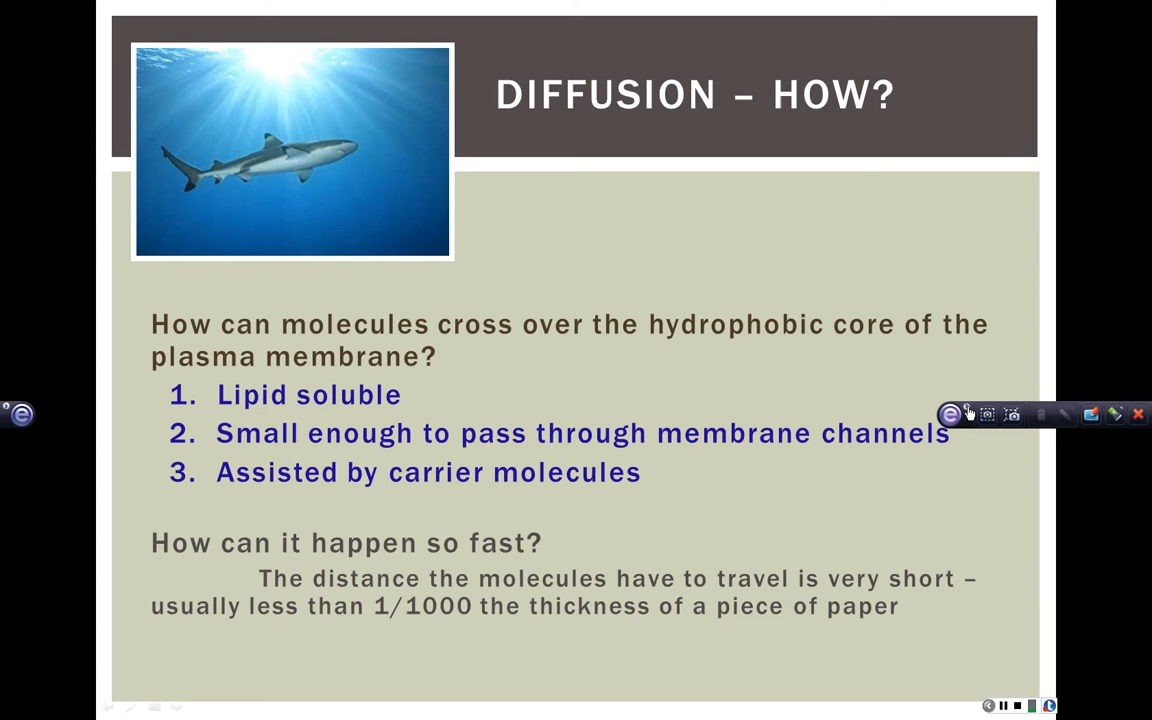 DIFFUSION – HOW?
How can molecules cross over the hydrophobic core of the
plasma membrane?
1. Lipid soluble
2. Small enough to pass through membrane channels
3. Assisted by carrier molecules
How can it happen so fast?
The distance the molecules have to travel is very short –
usually less than 1/1000 the thickness of a piece of paper